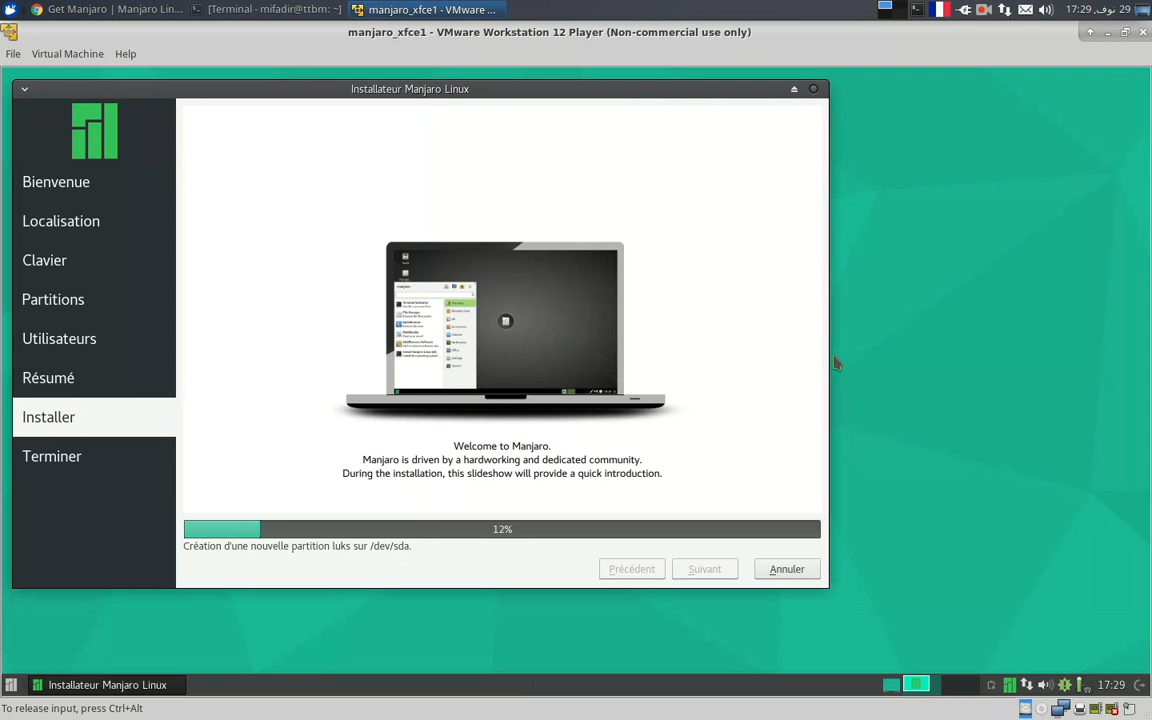 Get Manjaro | Manjaro Lin...
[Terminal - mifadir@ttbm: ~]
manjaro_xfce1 - VMware ...
29 نوف, 17:29
manjaro_xfce1 - VMware Workstation 12 Player (Non-commercial use only)
File
Virtual Machine
Help
Installateur Manjaro Linux
Bienvenue
Localisation
Clavier
Partitions
Utilisateurs
Résumé
Installer
Terminer
Welcome to Manjaro.
Manjaro is driven by a hardworking and dedicated community.
During the installation, this slideshow will provide a quick introduction.
12%
Création d'une nouvelle partition luks sur /dev/sda.
Précédent
Suivant
Annuler
Installateur Manjaro Linux
17:29
To release input, press Ctrl+Alt